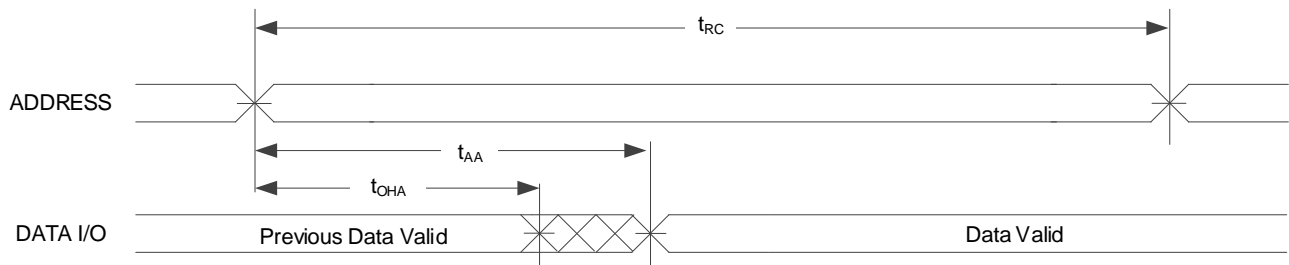 tRC
ADDRESS
tAA
tOHA
DATA I/O Previous Data Valid Data Valid